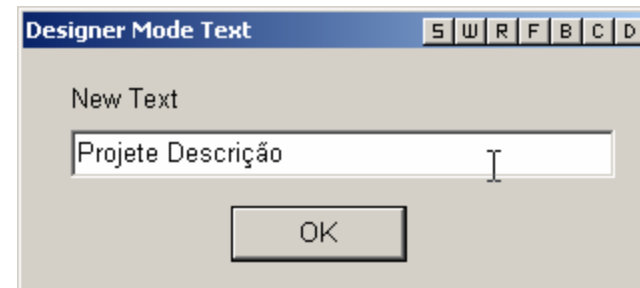 Designer Mode Text S W R F B C D
New Text
Projete Descrição
OK